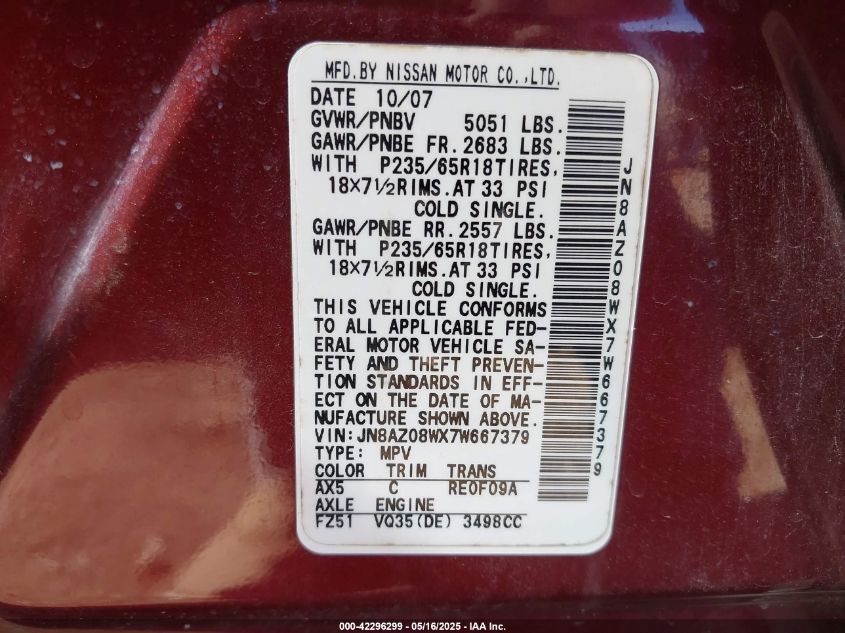 MFD.BY NISSAN MOTOR CO.,LTD.
DATE 10/07
GVWR/PNBV 5051 LBS.
GAWR/PNBE FR. 2683 LBS.
WITH P235/65R18TIRES,
18×7½RIMS.AT 33 PSI
COLD SINGLE.
GAWR/PNBE RR. 2557 LBS.
WITH P235/65R18TIRES,
18×7½RIMS.AT 33 PSI
COLD SINGLE.
THIS VEHICLE CONFORMS
TO ALL APPLICABLE FED-
ERAL MOTOR VEHICLE SA-
FETY AND THEFT PREVEN-
TION STANDARDS IN EFF-
ECT ON THE DATE OF MA-
NUFACTURE SHOWN ABOVE.
VIN:JN8AZ08WX7W667379
TYPE: MPV
COLOR TRIM TRANS
AX5 C RE0F09A
AXLE ENGINE
FZ51 VQ35(DE) 3498CC
JN8AZ08WX7W667379
000-42296299 - 05/16/2025 - IAA Inc.